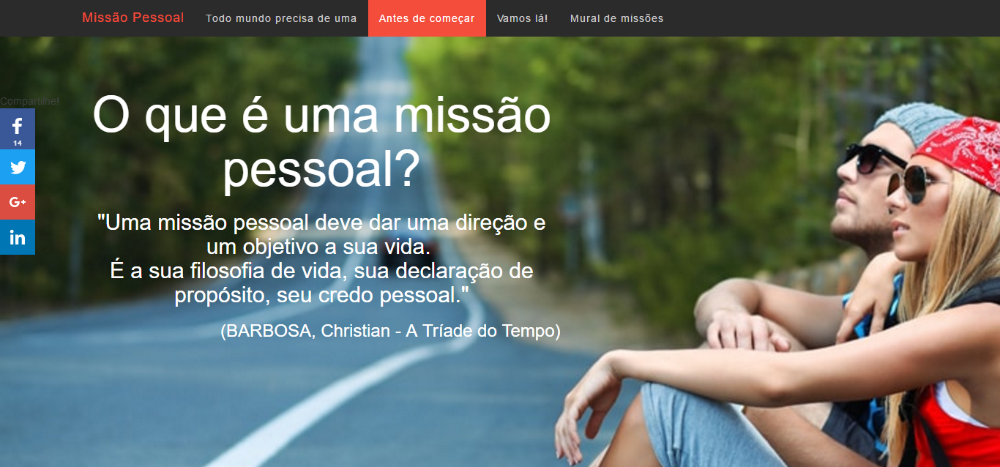 Missão Pessoal Todo mundo precisa de uma Antes de começar Vamos lá! Mural de missões
Compartilhe!
14
O que é uma missão
pessoal?
"Uma missão pessoal deve dar uma direção e
um objetivo a sua vida.
É a sua filosofia de vida, sua declaração de
propósito, seu credo pessoal."
(BARBOSA, Christian - A Tríade do Tempo)